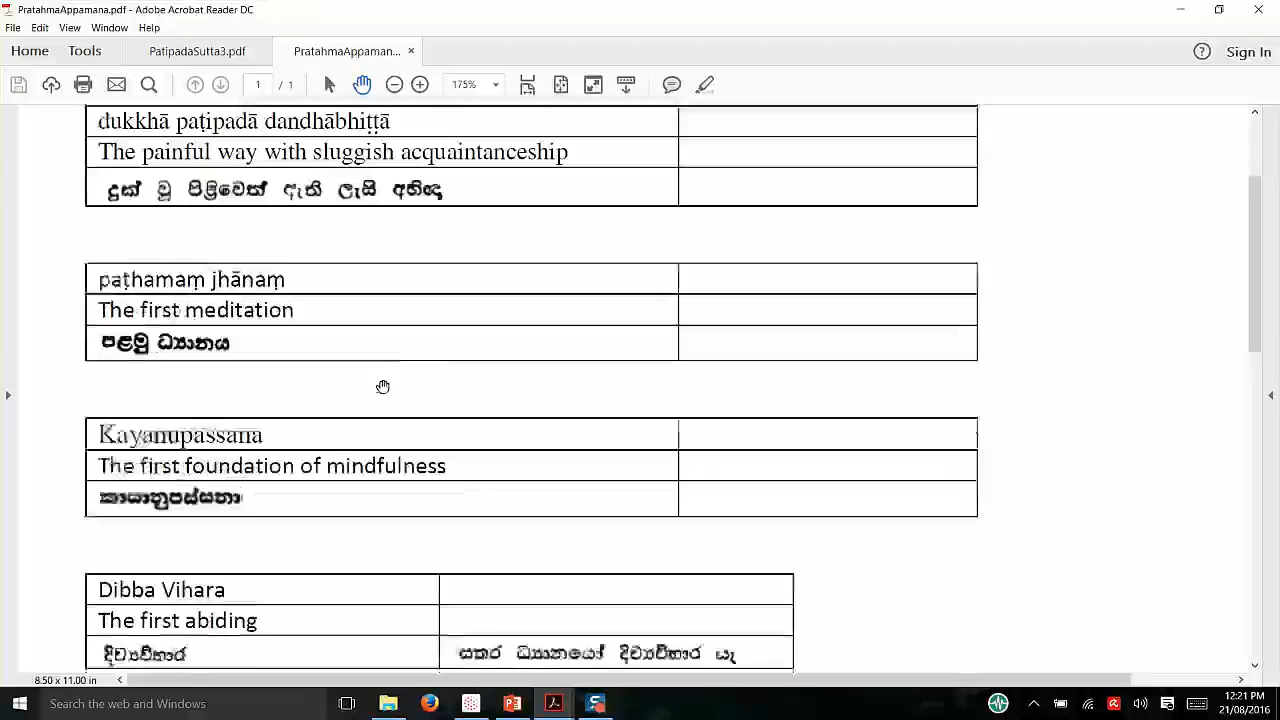 PratahmaAppamana.pdf - Adobe Acrobat Reader DC
File Edit View Window Help
Home Tools PatipadaSutta3.pdf PratahmaAppaman... × Sign In
1 / 1 175%
dukkhā paṭipadā dandhābhiṭṭā
The painful way with sluggish acquaintanceship
දුක් වූ පිළිවෙත් ඇති ලැසි අභිඥ
paṭhamaṃ jhānaṃ
The first meditation
පළමු ධ්‍යානය
Kayanupassana
The first foundation of mindfulness
කායානුපස්සනා
Dibba Vihara
The first abiding
දිව්‍යවිහාර සතර ධ්‍යානයෝ දිව්‍යවිහාර යැ
8.50 x 11.00 in
Search the web and Windows
12:21 PM
21/08/2016